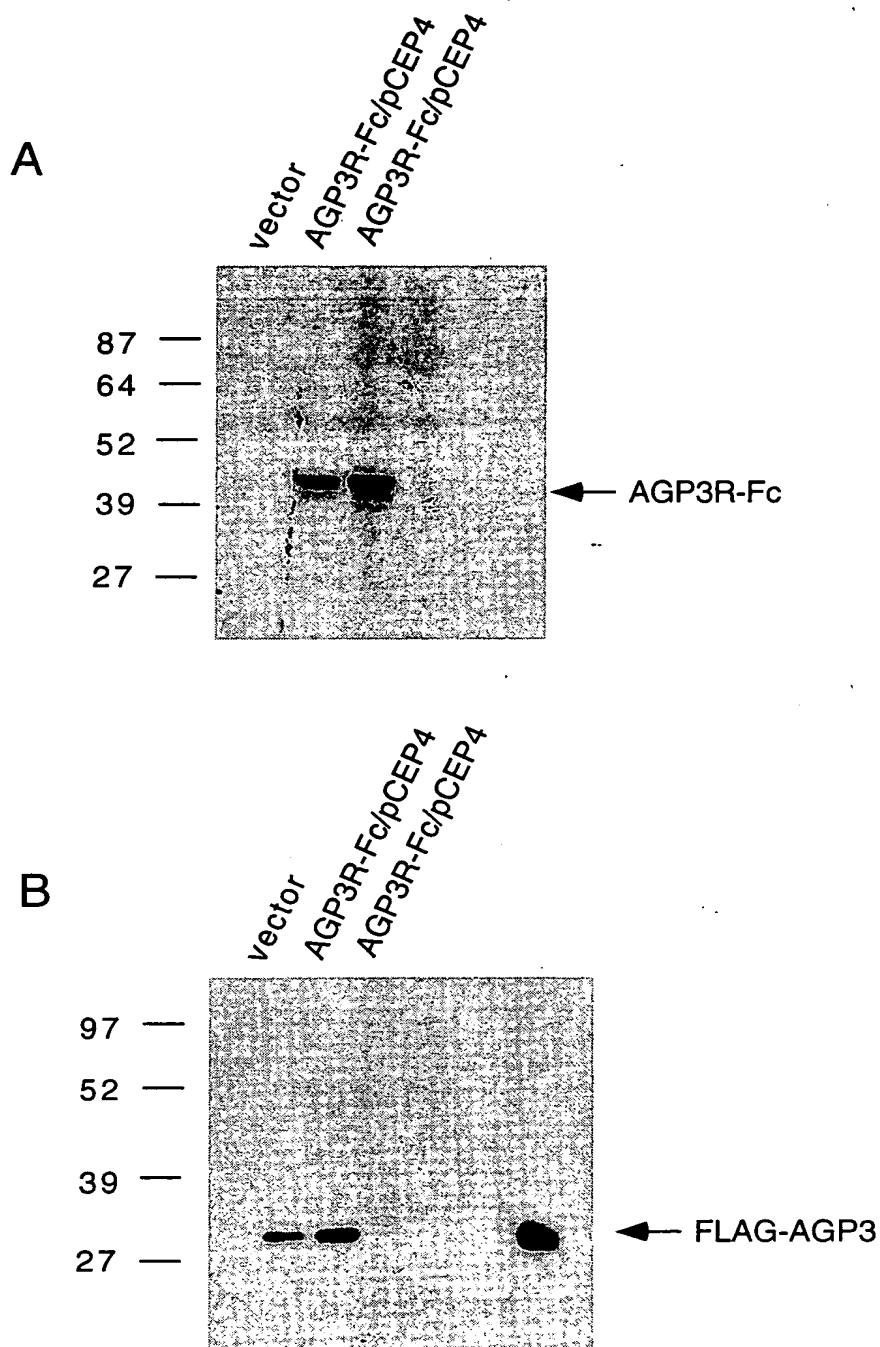 A
vector
AGP3R-Fc/pCEP4
AGP3R-Fc/pCEP4
87
64
52
39
27
AGP3R-Fc
B
vector
AGP3R-Fc/pCEP4
AGP3R-Fc/pCEP4
97
52
39
27
FLAG-AGP3